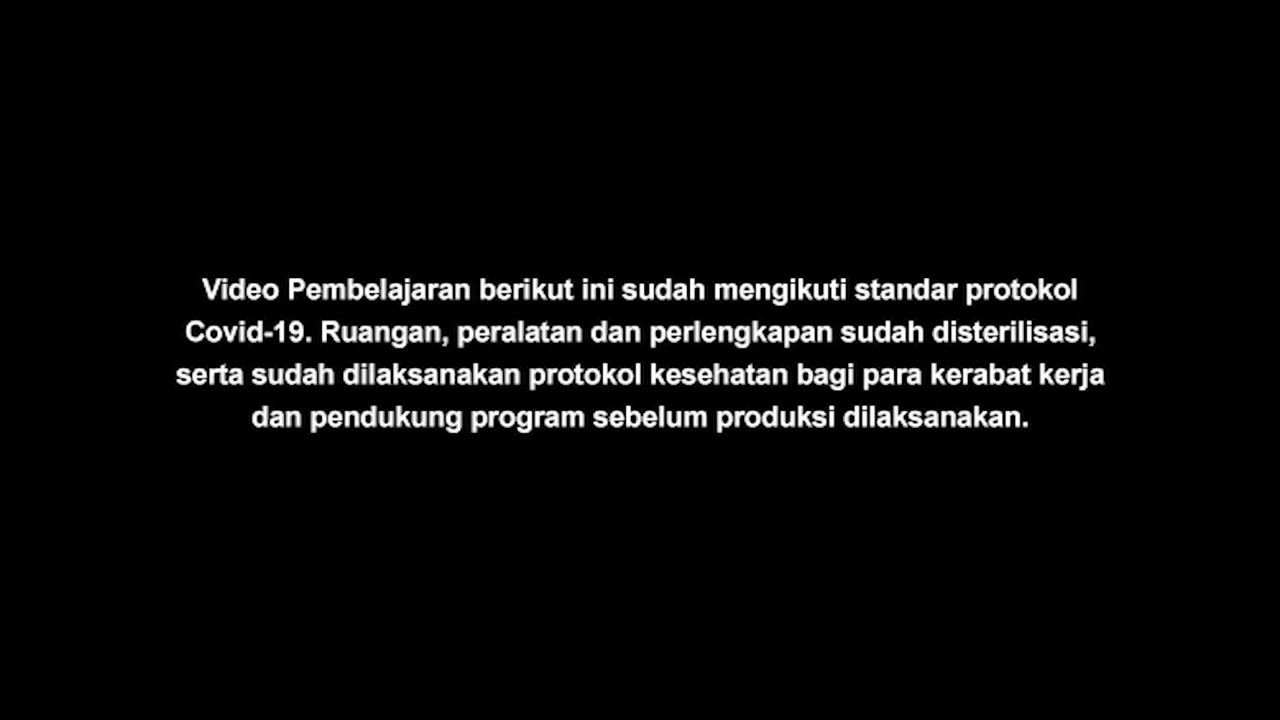 Video Pembelajaran berikut ini sudah mengikuti standar protokol
Covid-19. Ruangan, peralatan dan perlengkapan sudah disterilisasi,
serta sudah dilaksanakan protokol kesehatan bagi para kerabat kerja
dan pendukung program sebelum produksi dilaksanakan.